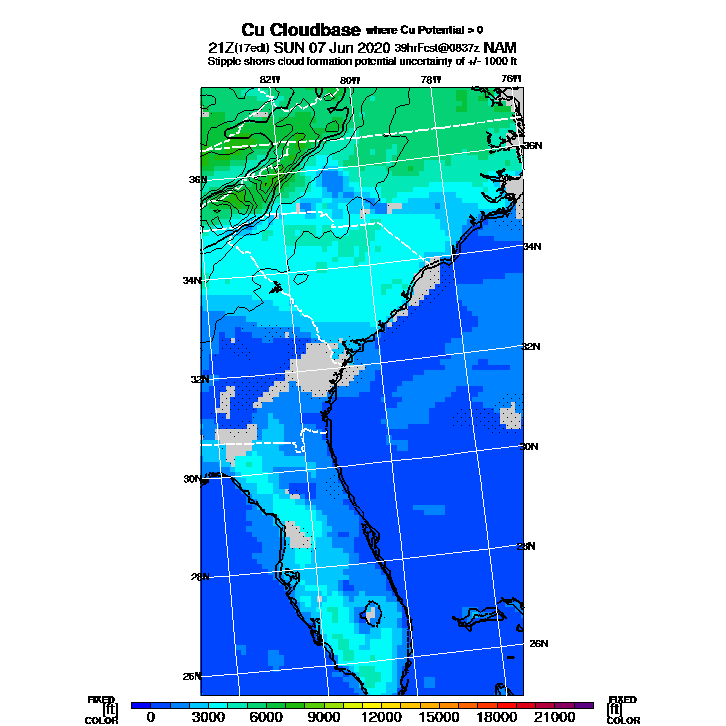 Cu Cloudbase where Cu Potential > 0
21Z(17edt) SUN 07 Jun 2020 39hrFcst@0837z NAM
Stipple shows cloud formation potential uncertainty of +/- 1000 ft
82W 80W 78W 76W
36N
36N
34N
34N
32N
32N
30N
30N
28N
28N
26N
26N
FIXED FIXED
[ft] [ft]
COLOR COLOR
0 3000 6000 9000 12000 15000 18000 21000